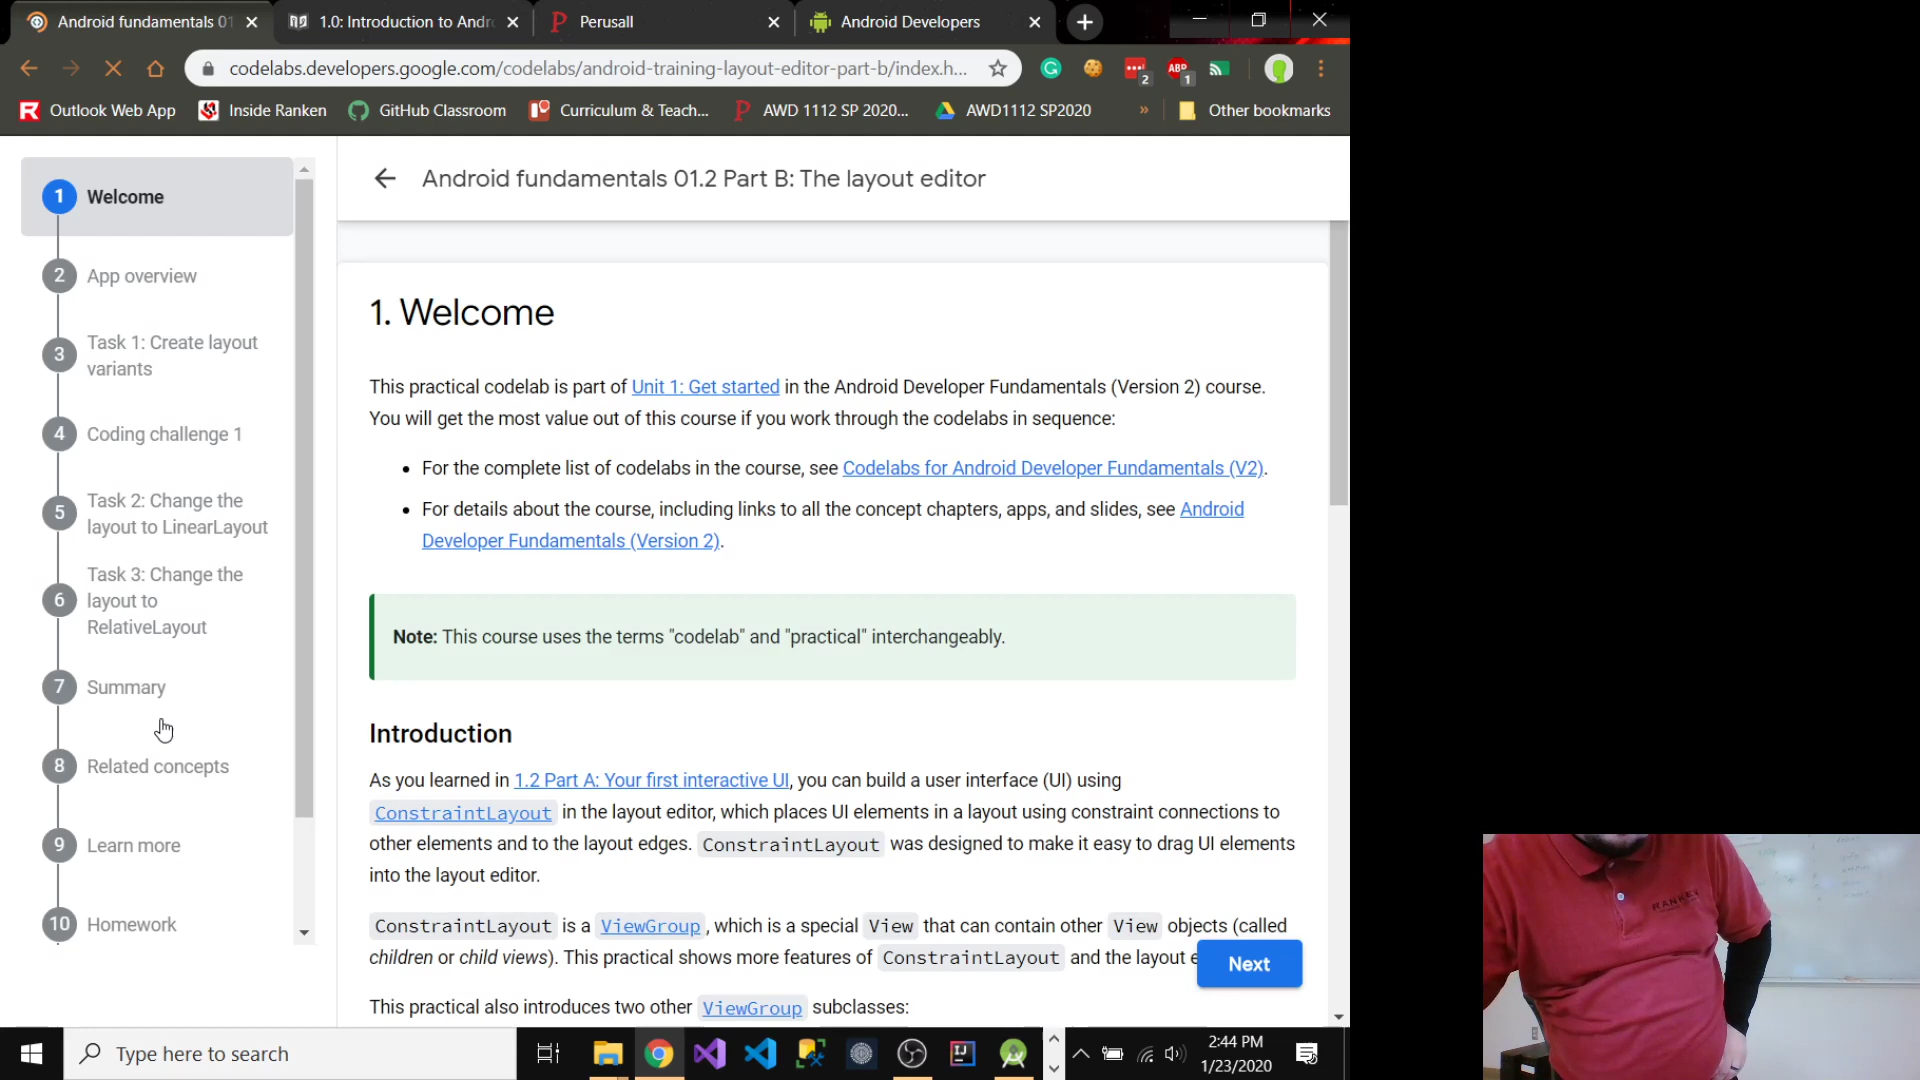 Android fundamentals 01
1.0: Introduction to Andr
Perusall
Android Developers
codelabs.developers.google.com/codelabs/android-training-layout-editor-part-b/index.h...
2
ABP
1
Outlook Web App
Inside Ranken
GitHub Classroom
Curriculum & Teach...
AWD 1112 SP 2020...
AWD1112 SP2020
»
Other bookmarks
1 Welcome
2 App overview
3 Task 1: Create layout
variants
4 Coding challenge 1
5 Task 2: Change the
layout to LinearLayout
6 Task 3: Change the
layout to
RelativeLayout
7 Summary
8 Related concepts
9 Learn more
10 Homework
Android fundamentals 01.2 Part B: The layout editor
1. Welcome
This practical codelab is part of Unit 1: Get started in the Android Developer Fundamentals (Version 2) course.
You will get the most value out of this course if you work through the codelabs in sequence:
• For the complete list of codelabs in the course, see Codelabs for Android Developer Fundamentals (V2).
• For details about the course, including links to all the concept chapters, apps, and slides, see Android
Developer Fundamentals (Version 2).
Note: This course uses the terms "codelab" and "practical" interchangeably.
Introduction
As you learned in 1.2 Part A: Your first interactive UI, you can build a user interface (UI) using
ConstraintLayout in the layout editor, which places UI elements in a layout using constraint connections to
other elements and to the layout edges. ConstraintLayout was designed to make it easy to drag UI elements
into the layout editor.
ConstraintLayout is a ViewGroup, which is a special View that can contain other View objects (called
children or child views). This practical shows more features of ConstraintLayout and the layout e
Next
This practical also introduces two other ViewGroup subclasses:
Type here to search
2:44 PM
1/23/2020
RANKEN